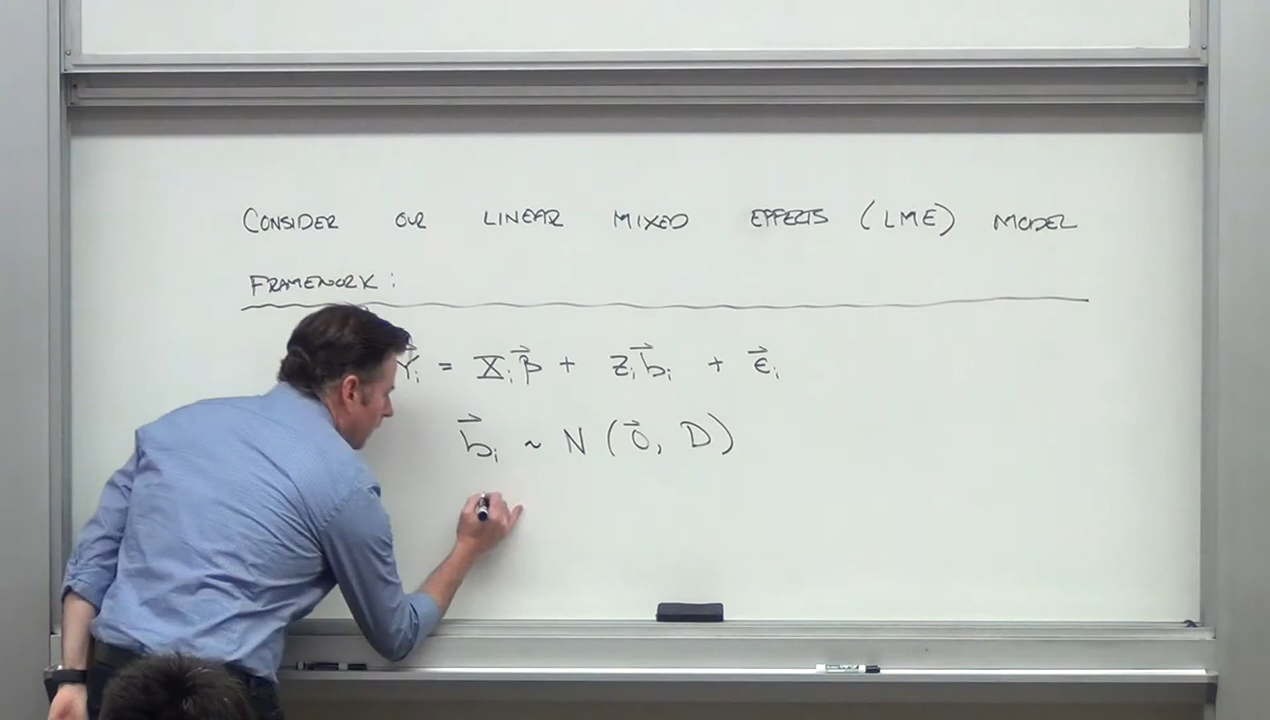 CONSIDER OUR LINEAR MIXED EFFECTS (LME) MODEL
FRAMEWORK:
Y⃗ᵢ = Xᵢβ⃗ + Zᵢb⃗ᵢ + ϵ⃗ᵢ
b⃗ᵢ ~ N (0⃗, D)